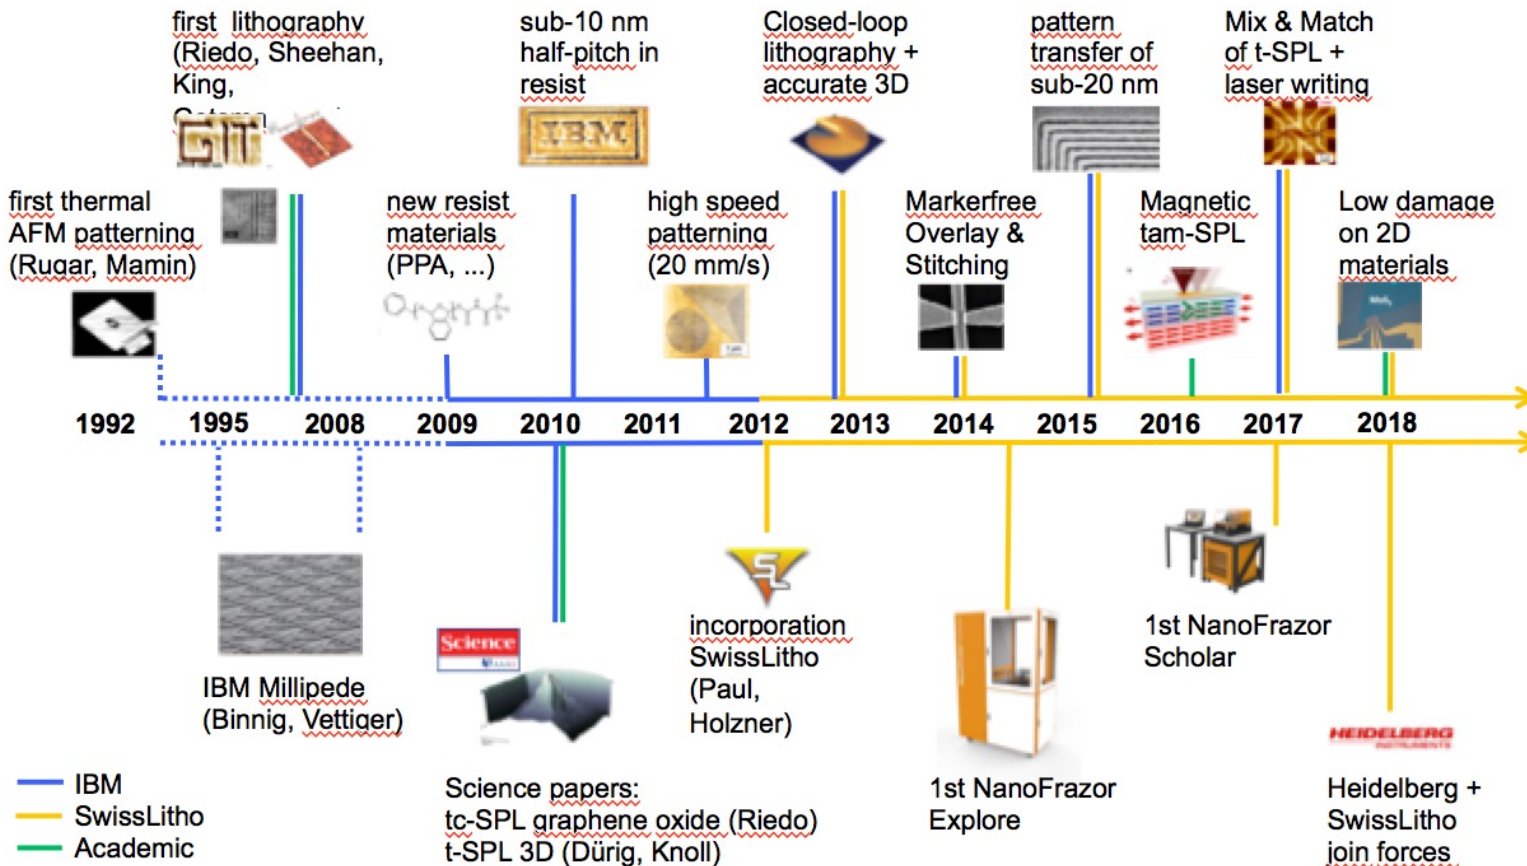 first lithography
(Riedo, Sheehan,
King,
GIT
sub-10 nm
half-pitch in
resist
IBM
Closed-loop
lithography +
accurate 3D
pattern
transfer of
sub-20 nm
Mix & Match
of t-SPL +
laser writing
first thermal
AFM patterning
(Rugar, Mamin)
new resist
materials
(PPA, ...)
high speed
patterning
(20 mm/s)
Markerfree
Overlay &
Stitching
Magnetic
tam-SPL
Low damage
on 2D
materials
MoS₂
1992 1995 2008 2009 2010 2011 2012 2013 2014 2015 2016 2017 2018
IBM Millipede
(Binnig, Vettiger)
Science
Science papers:
tc-SPL graphene oxide (Riedo)
t-SPL 3D (Dürig, Knoll)
SL
incorporation
SwissLitho
(Paul,
Holzner)
1st NanoFrazor
Explore
1st NanoFrazor
Scholar
HEIDELBERG
INSTRUMENTS
Heidelberg +
SwissLitho
join forces
IBM
SwissLitho
Academic